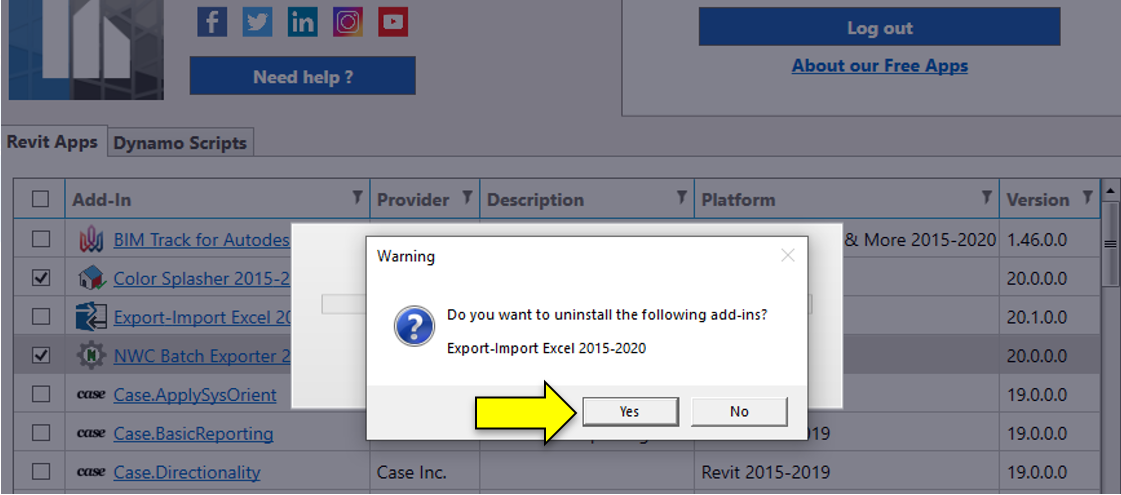 Log out
Need help ?
About our Free Apps
Revit Apps
Dynamo Scripts
Add-In Provider Description Platform Version
BIM Track for Autodes & More 2015-2020 1.46.0.0
Color Splasher 2015-2 20.0.0.0
Export-Import Excel 20 20.1.0.0
NWC Batch Exporter 2 20.0.0.0
case Case.ApplySysOrient 19.0.0.0
case Case.BasicReporting 19 19.0.0.0
case Case.Directionality Case Inc. Revit 2015-2019 19.0.0.0
Warning
Do you want to uninstall the following add-ins?
Export-Import Excel 2015-2020
Yes No